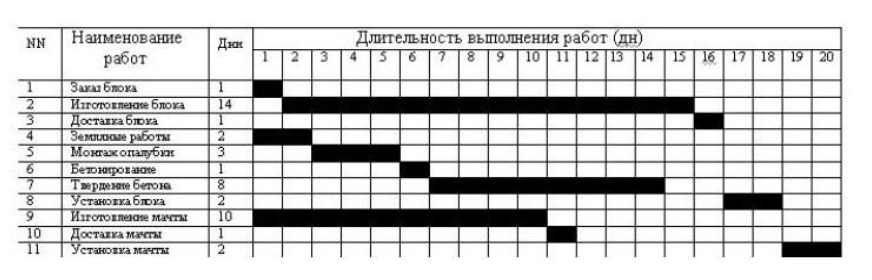 NN Наименование работ Дни Длительность выполнения работ (дн)
1 2 3 4 5 6 7 8 9 10 11 12 13 14 15 16 17 18 19 20
1 Заказ блока 1
2 Изготовление блока 14
3 Доставка блока 1
4 Земляные работы 2
5 Монтаж опалубки 3
6 Бетонирование 1
7 Твердение бетона 8
8 Установка блока 2
9 Изготовление мачты 10
10 Доставка мачты 1
11 Установка мачты 2